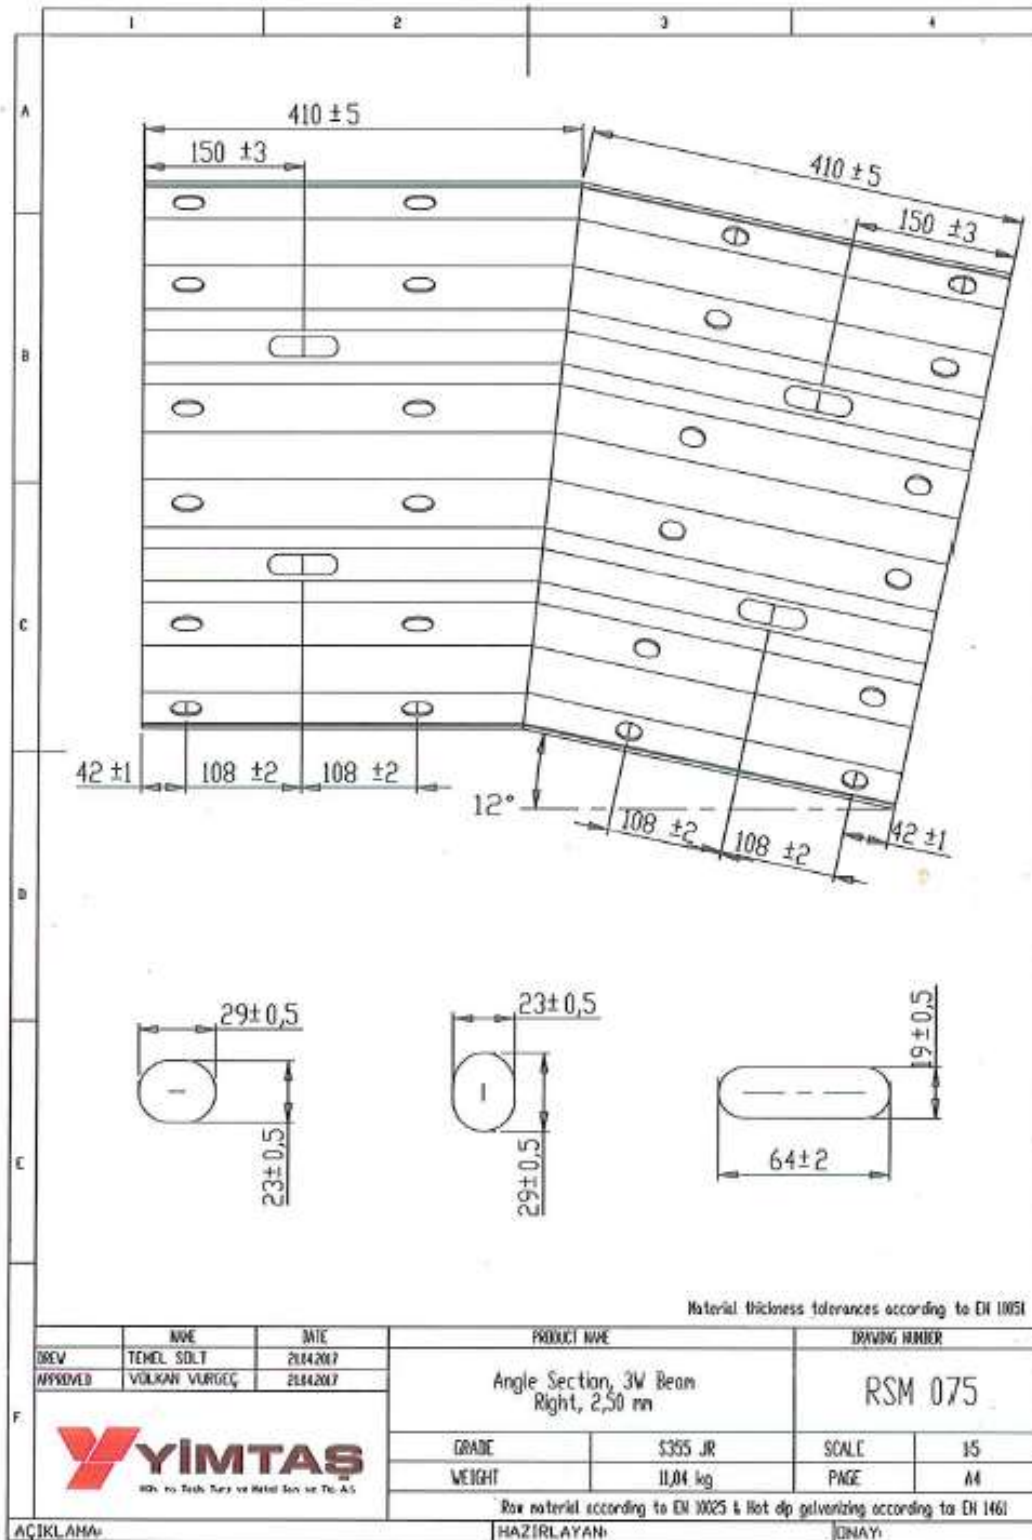 1 2 3 4
A
410 ±5
150 ±3
410 ±5
150 ±3
B
C
42 ±1 108 ±2 108 ±2
12°
108 ±2 108 ±2 42 ±1
D
29±0,5
23±0,5
23±0,5
29±0,5
19±0,5
64±2
E
Material thickness tolerances according to EN 10051
NAME DATE PRODUCT NAME DRAWING NUMBER
DREW TEMEL SOLT 21.04.2017
APPROVED VOLKAN VURGEÇ 21.04.2017
Angle Section, 3W Beam
Right, 2,50 mm
RSM 075
F
YİMTAŞ
GRADE S355 JR SCALE 1:5
WEIGHT 11,04 kg PAGE A4
Raw material according to EN 10025 & Hot dip galvanizing according to EN 1461
AÇIKLAMA: HAZIRLAYAN: ONAY: